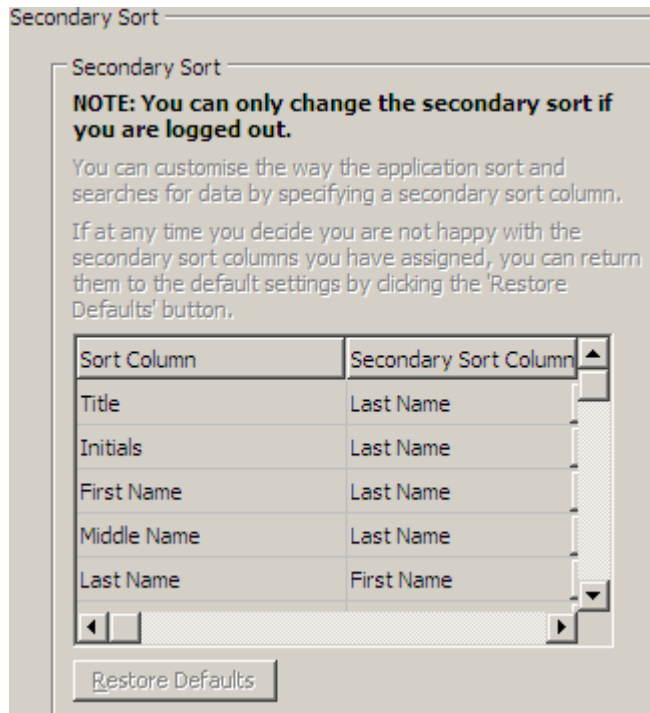 Secondary Sort
Secondary Sort
NOTE: You can only change the secondary sort if
you are logged out.
You can customise the way the application sort and
searches for data by specifying a secondary sort column.
If at any time you decide you are not happy with the
secondary sort columns you have assigned, you can return
them to the default settings by clicking the 'Restore
Defaults' button.
Sort Column Secondary Sort Column
Title Last Name
Initials Last Name
First Name Last Name
Middle Name Last Name
Last Name First Name
Restore Defaults